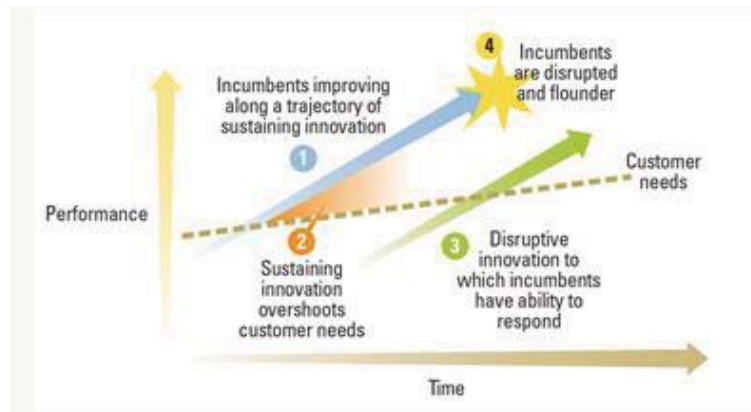 4
Incumbents
are disrupted
and flounder
Incumbents improving
along a trajectory of
sustaining innovation
1
Customer
needs
Performance
2
Sustaining
innovation
overshoots
customer needs
3
Disruptive
innovation to
which incumbents
have ability to
respond
Time